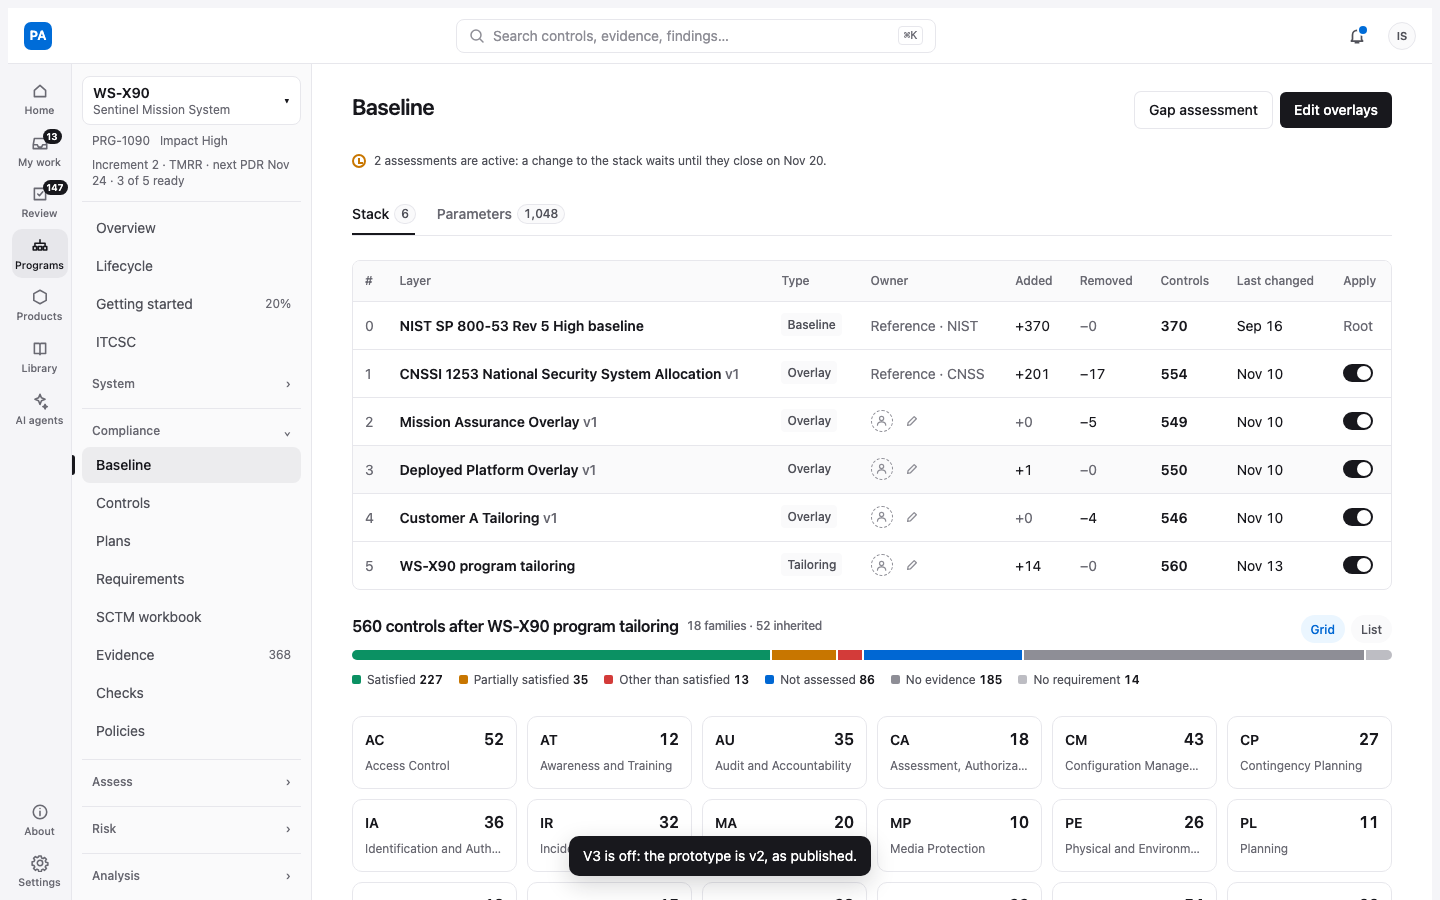 PA
Search controls, evidence, findings...
⌘K
IS
Home
13
My work
147
Review
Programs
Products
Library
AI agents
About
Settings
WS-X90
Sentinel Mission System
PRG-1090 Impact High
Increment 2 · TMRR · next PDR Nov
24 · 3 of 5 ready
Overview
Lifecycle
Getting started 20%
ITCSC
System
Compliance
Baseline
Controls
Plans
Requirements
SCTM workbook
Evidence 368
Checks
Policies
Assess
Risk
Analysis
Baseline
Gap assessment
Edit overlays
2 assessments are active: a change to the stack waits until they close on Nov 20.
Stack 6 Parameters 1,048
# Layer Type Owner Added Removed Controls Last changed Apply
0 NIST SP 800-53 Rev 5 High baseline Baseline Reference · NIST +370 −0 370 Sep 16 Root
1 CNSSI 1253 National Security System Allocation v1 Overlay Reference · CNSS +201 −17 554 Nov 10
2 Mission Assurance Overlay v1 Overlay +0 −5 549 Nov 10
3 Deployed Platform Overlay v1 Overlay +1 −0 550 Nov 10
4 Customer A Tailoring v1 Overlay +0 −4 546 Nov 10
5 WS-X90 program tailoring Tailoring +14 −0 560 Nov 13
560 controls after WS-X90 program tailoring 18 families · 52 inherited
Grid List
Satisfied 227 Partially satisfied 35 Other than satisfied 13 Not assessed 86 No evidence 185 No requirement 14
AC 52
Access Control
AT 12
Awareness and Training
AU 35
Audit and Accountability
CA 18
Assessment, Authoriza...
CM 43
Configuration Manage...
CP 27
Contingency Planning
IA 36
Identification and Auth...
IR 32
MA 20
MP 10
Media Protection
PE 26
Physical and Environm...
PL 11
Planning
V3 is off: the prototype is v2, as published.